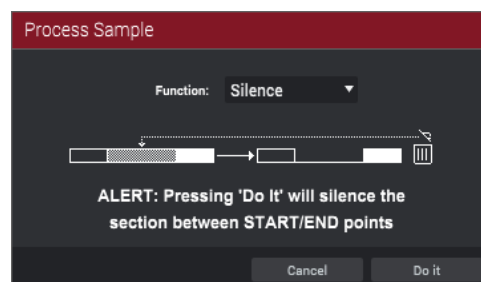 Process Sample
Function: Silence
ALERT: Pressing 'Do It' will silence the
section between START/END points
Cancel Do it